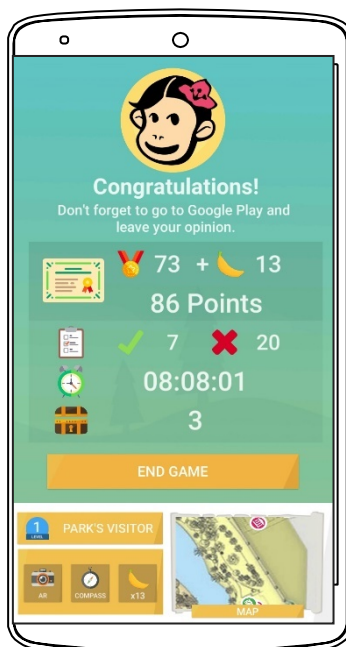 Congratulations!
Don't forget to go to Google Play and
leave your opinion.
73 + 13
86 Points
7 20
08:08:01
3
END GAME
1
LEVEL
PARK'S VISITOR
AR
COMPASS
x13
MAP